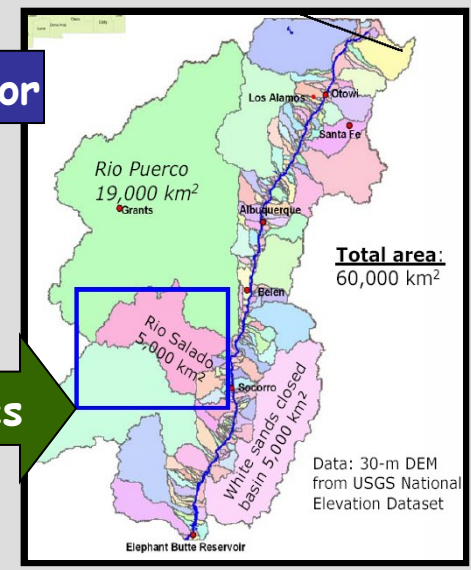 or
Los Alamos
Otowi
Santa Fe
Rio Puerco
19,000 km²
Grants
Albuquerque
Total area:
60,000 km²
Belen
Rio Salado
5,000 km²
Socorro
White sands closed
basin 5,000 km²
Data: 30-m DEM
from USGS National
Elevation Dataset
Elephant Butte Reservoir